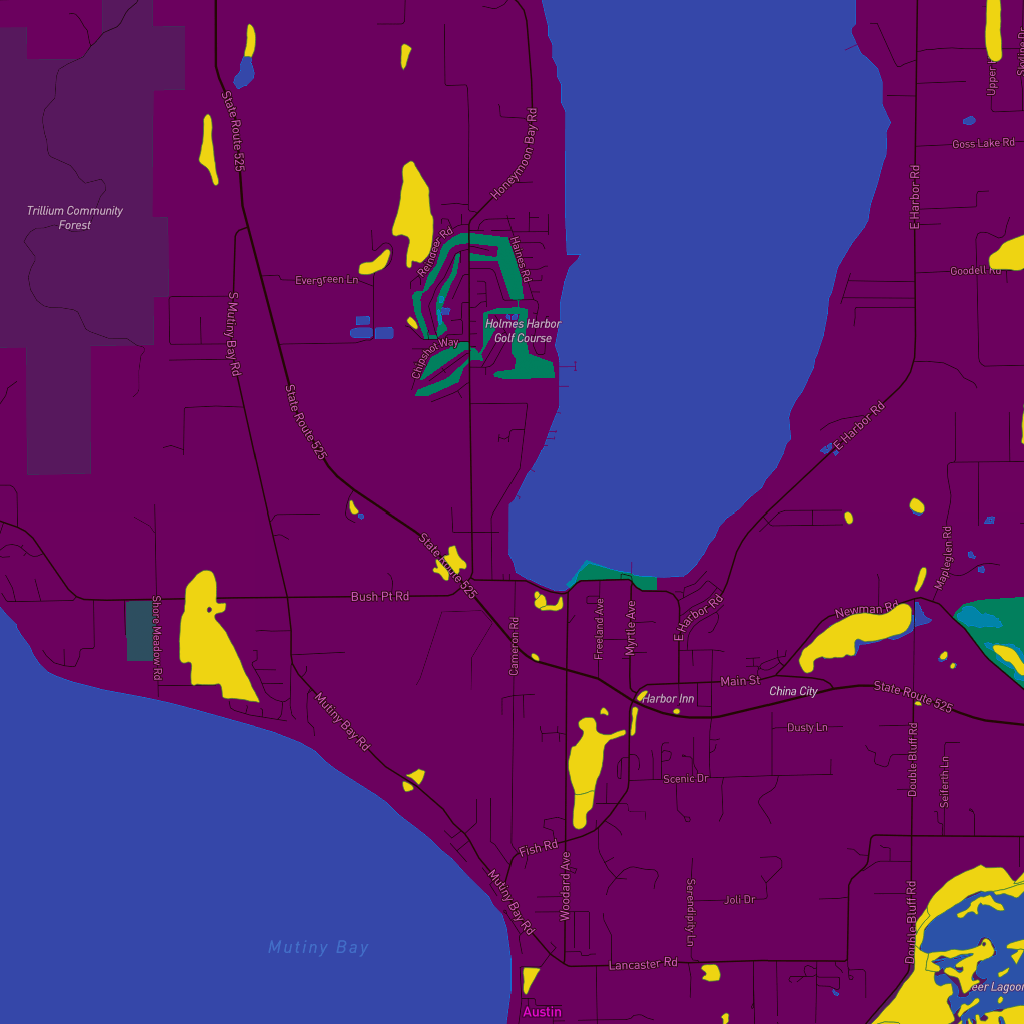 State Route 525
Honeymoon Bay Rd
E Harbor Rd
Goss Lake Rd
Skyline Dr
Trillium Community
Forest
Reindeer Rd
Haines Rd
Evergreen Ln
Goodell Rd
S Mutiny Bay Rd
Holmes Harbor
Golf Course
Chipshot Way
State Route 525
E Harbor Rd
State Route 525
Mapleglen Rd
Bush Pt Rd
Shore Meadow Rd
Cameron Rd
Freeland Ave
Myrtle Ave
E Harbor Rd
Newman Rd
Main St
China City
Harbor Inn
State Route 525
Mutiny Bay Rd
Dusty Ln
Double Bluff Rd
Seiferth Ln
Scenic Dr
Fish Rd
Mutiny Bay Rd
Woodard Ave
Serendipity Ln
Joli Dr
Double Bluff Rd
Mutiny Bay
Lancaster Rd
Deer Lagoon
Austin